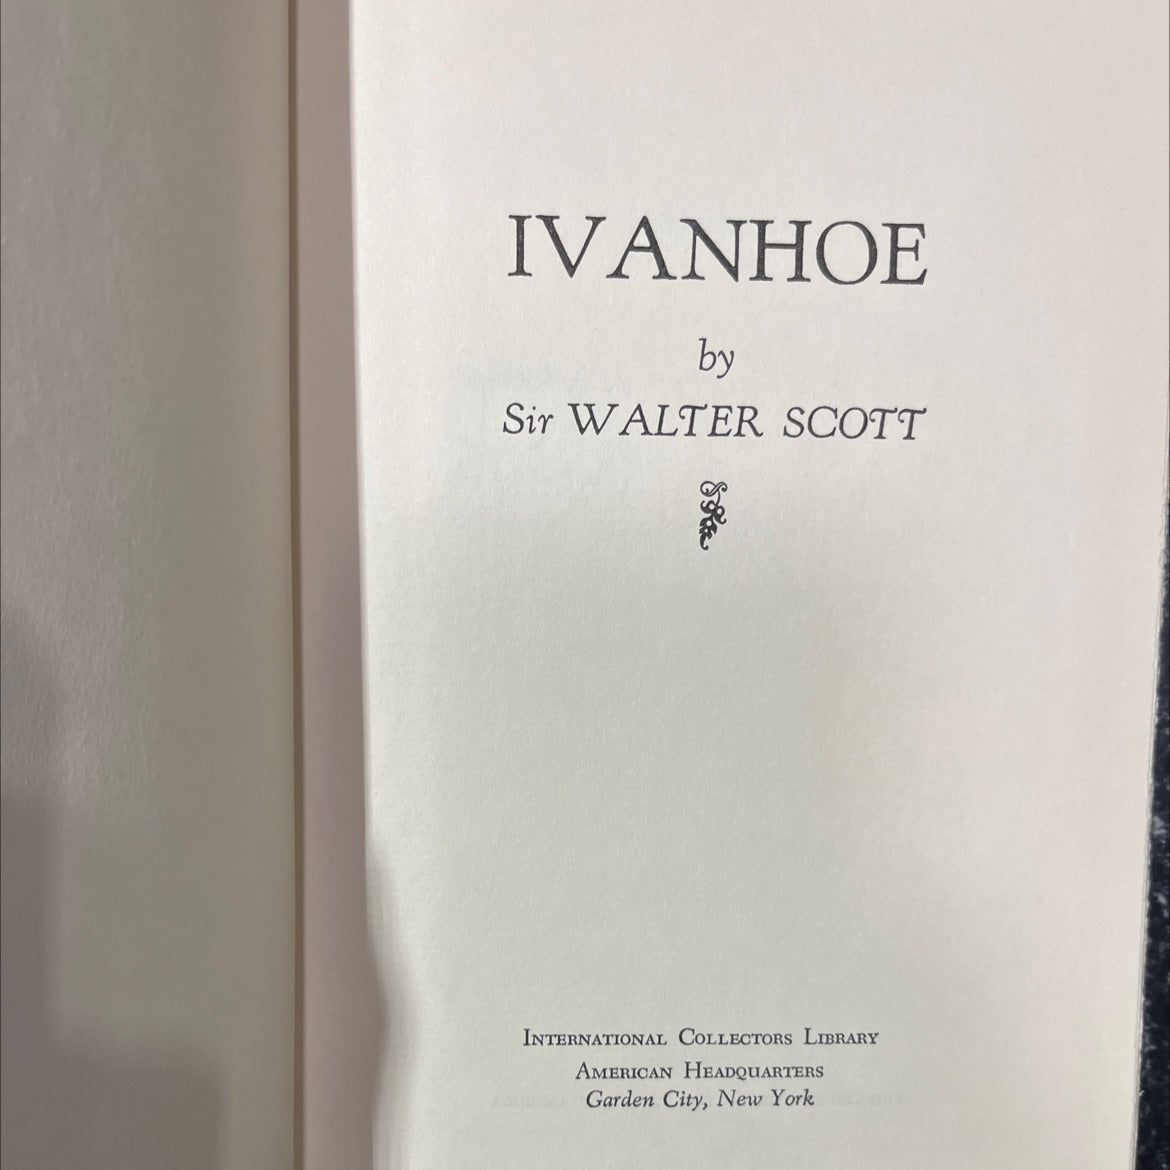 IVANHOE
by
Sir WALTER SCOTT
International Collectors Library
American Headquarters
Garden City, New York